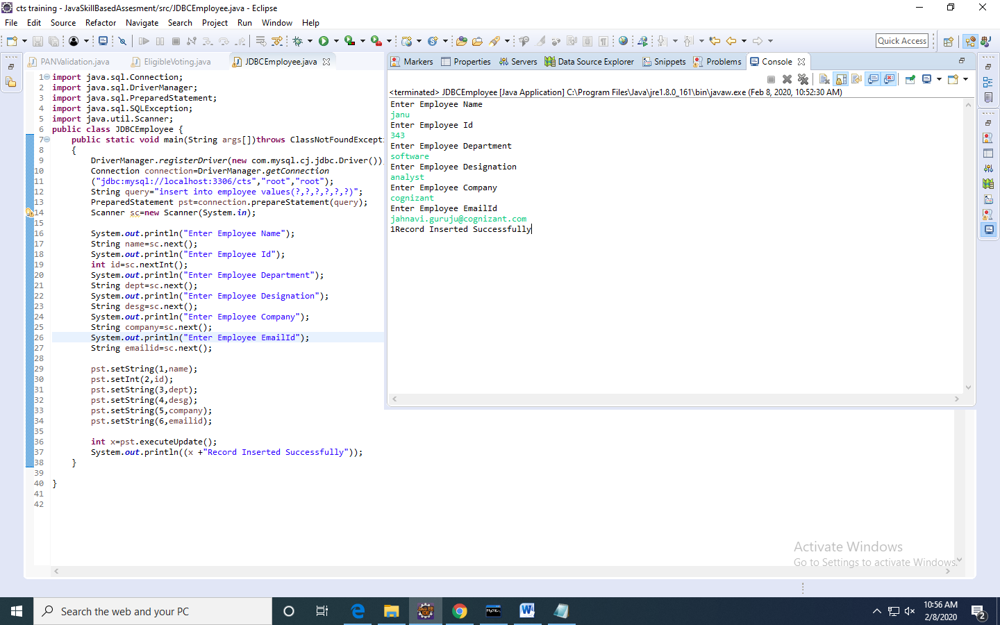 cts training - JavaSkillBasedAssesment/src/JDBCEmployee.java - Eclipse
File Edit Source Refactor Navigate Search Project Run Window Help
Quick Access
PANValidation.java EligibleVoting.java JDBCEmployee.java
1 import java.sql.Connection;
2 import java.sql.DriverManager;
3 import java.sql.PreparedStatement;
4 import java.sql.SQLException;
5 import java.util.Scanner;
6 public class JDBCEmployee {
7 public static void main(String args[])throws ClassNotFoundExcepti
8 {
9 DriverManager.registerDriver(new com.mysql.cj.jdbc.Driver())
10 Connection connection=DriverManager.getConnection
11 ("jdbc:mysql://localhost:3306/cts","root","root");
12 String query="insert into employee values(?,?,?,?,?,?)";
13 PreparedStatement pst=connection.prepareStatement(query);
14 Scanner sc=new Scanner(System.in);
15
16 System.out.println("Enter Employee Name");
17 String name=sc.next();
18 System.out.println("Enter Employee Id");
19 int id=sc.nextInt();
20 System.out.println("Enter Employee Department");
21 String dept=sc.next();
22 System.out.println("Enter Employee Designation");
23 String desg=sc.next();
24 System.out.println("Enter Employee Company");
25 String company=sc.next();
26 System.out.println("Enter Employee EmailId");
27 String emailid=sc.next();
28
29 pst.setString(1,name);
30 pst.setInt(2,id);
31 pst.setString(3,dept);
32 pst.setString(4,desg);
33 pst.setString(5,company);
34 pst.setString(6,emailid);
35
36 int x=pst.executeUpdate();
37 System.out.println((x +"Record Inserted Successfully"));
38 }
39
40 }
41
42
Markers Properties Servers Data Source Explorer Snippets Problems Console
<terminated> JDBCEmployee [Java Application] C:\Program Files\Java\jre1.8.0_161\bin\javaw.exe (Feb 8, 2020, 10:52:30 AM)
Enter Employee Name
janu
Enter Employee Id
343
Enter Employee Department
software
Enter Employee Designation
analyst
Enter Employee Company
cognizant
Enter Employee EmailId
jahnavi.guruju@cognizant.com
1Record Inserted Successfully
Activate Windows
Go to Settings to activate Windows.
Search the web and your PC
10:56 AM
2/8/2020
2